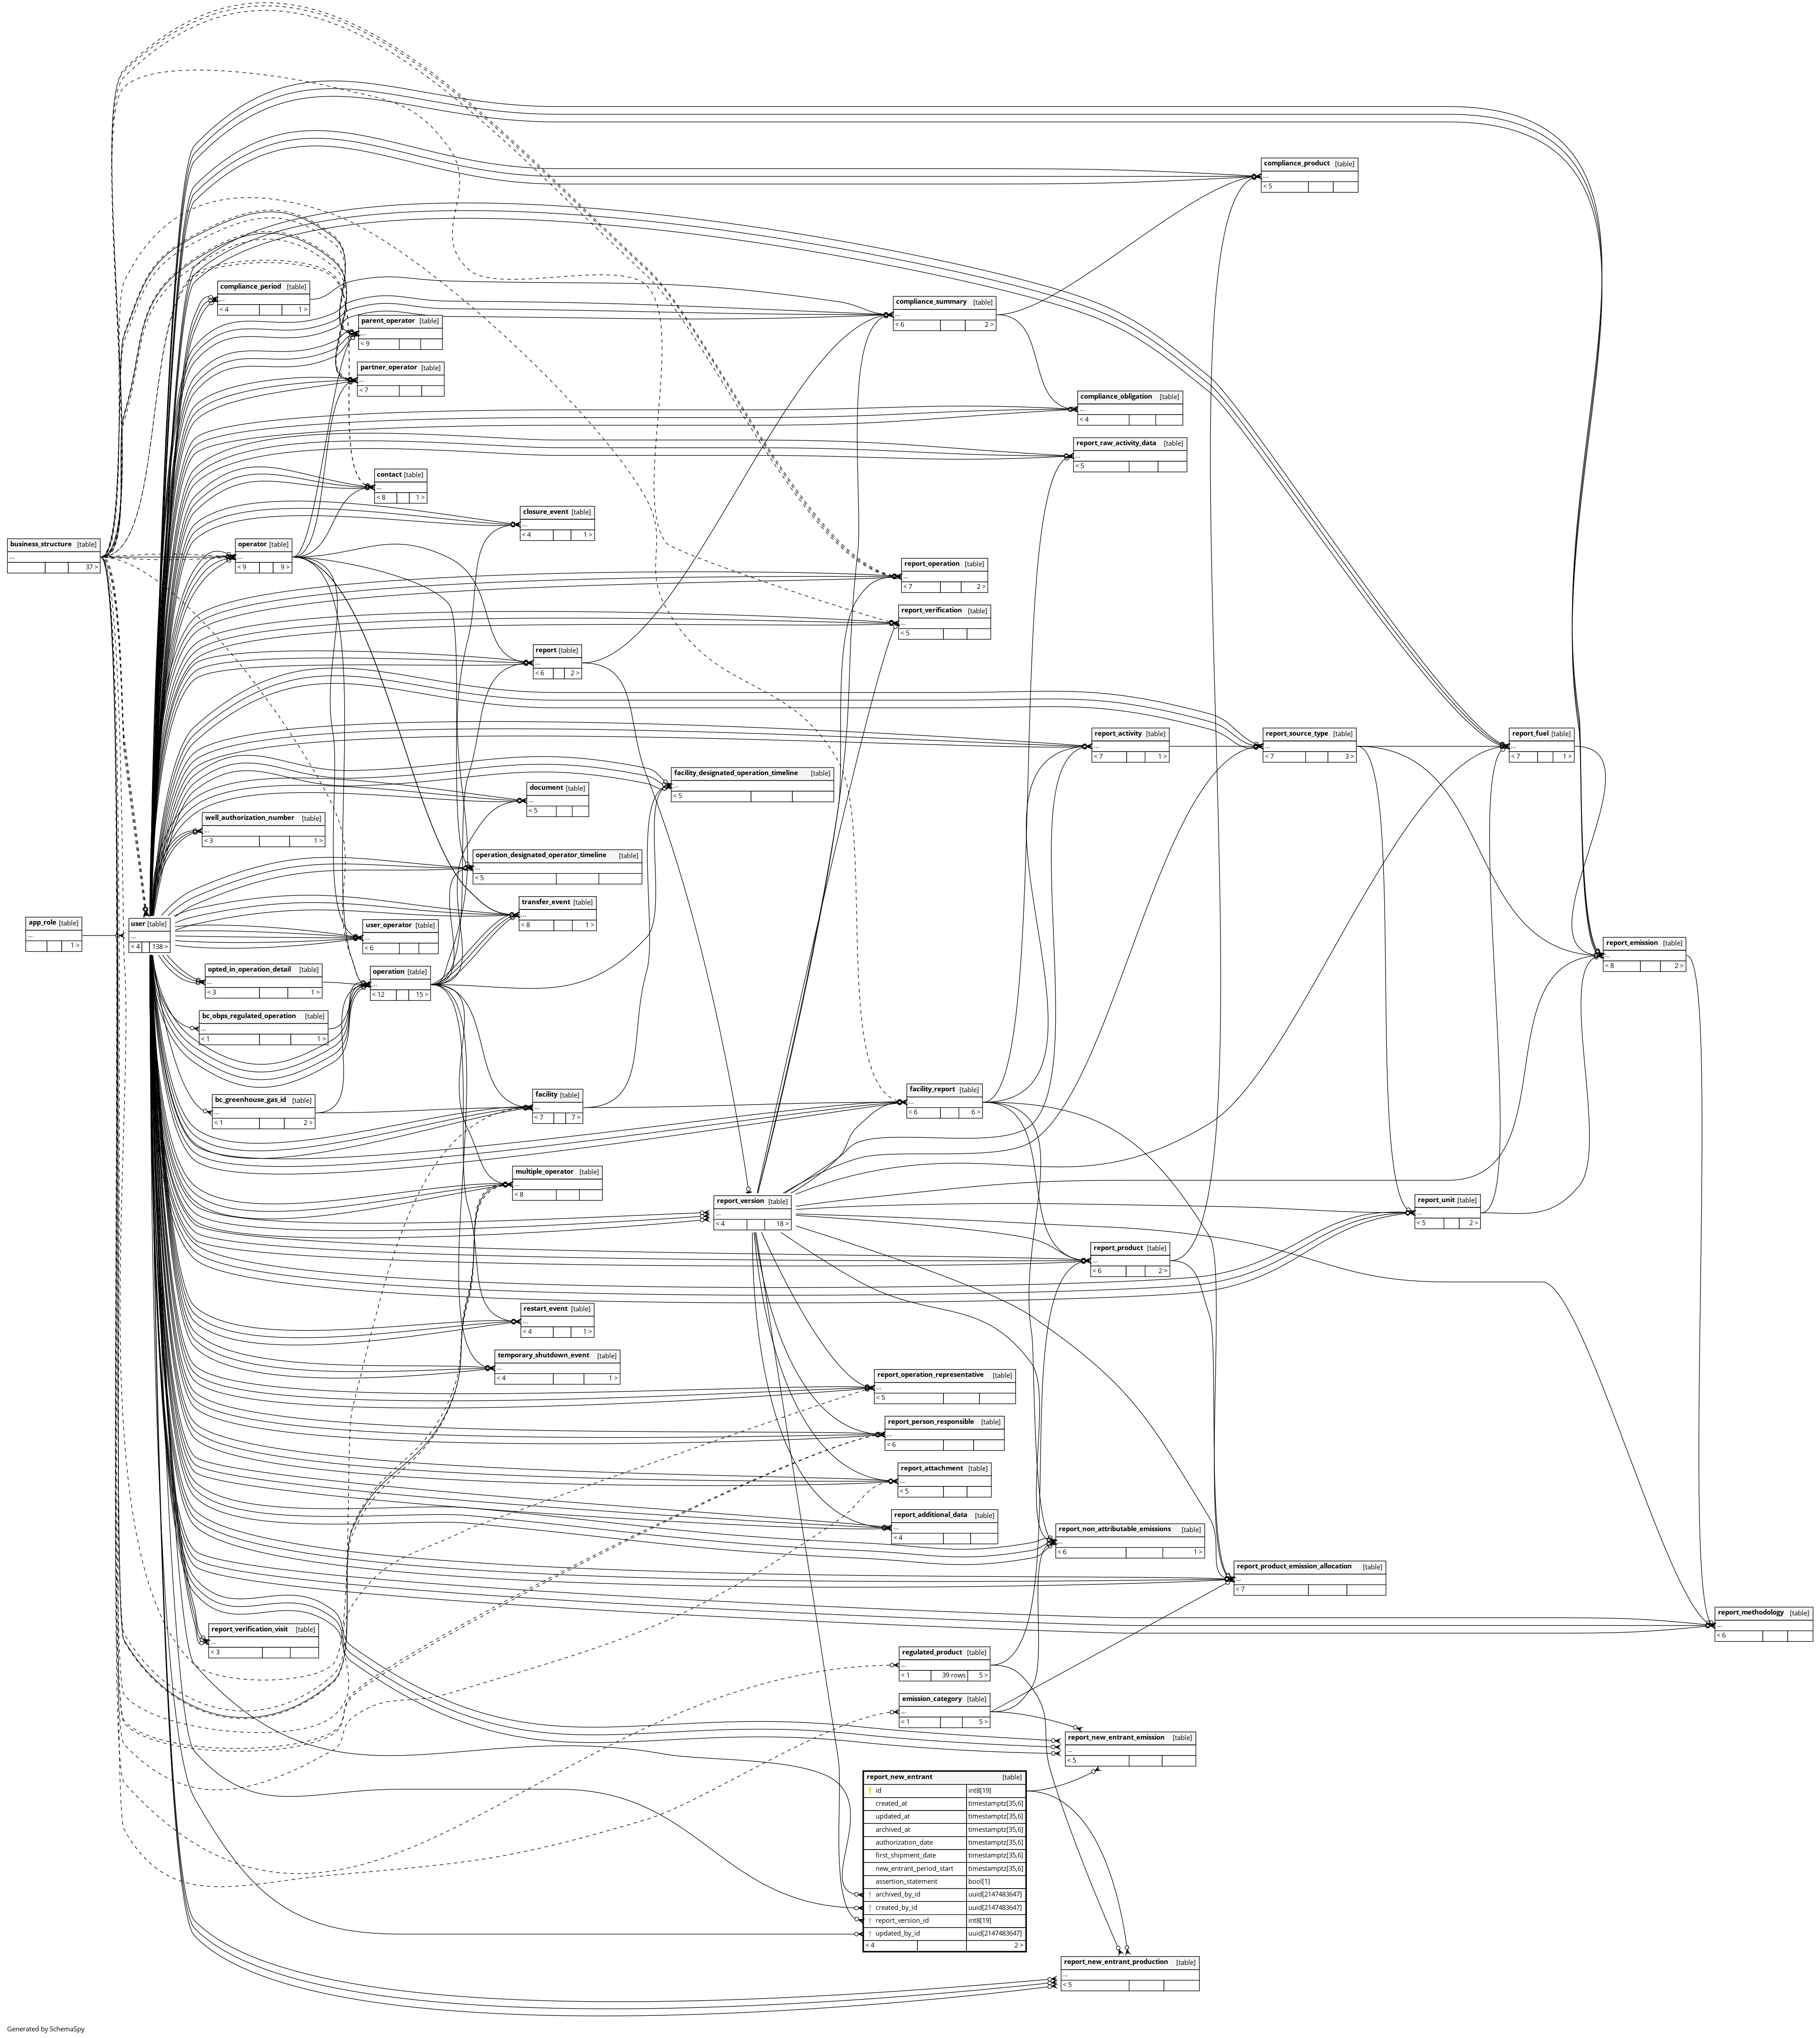 compliance_product [table]
...
< 5
compliance_period [table]
...
< 4 1 >
compliance_summary [table]
...
< 6 2 >
parent_operator [table]
...
< 9
partner_operator [table]
...
< 7
compliance_obligation [table]
...
< 4
report_raw_activity_data [table]
...
< 5
contact [table]
...
< 8 1 >
closure_event [table]
...
< 4 1 >
business_structure [table]
...
37 >
operator [table]
...
< 9 9 >
report_operation [table]
...
< 7 2 >
report_verification [table]
...
< 5
report [table]
...
< 6 2 >
report_activity [table]
...
< 7 1 >
report_source_type [table]
...
< 7 3 >
report_fuel [table]
...
< 7 1 >
facility_designated_operation_timeline [table]
...
< 5
document [table]
...
< 5
well_authorization_number [table]
...
< 3 1 >
operation_designated_operator_timeline [table]
...
< 5
transfer_event [table]
...
< 8 1 >
app_role [table]
...
1 >
user [table]
...
< 4 138 >
user_operator [table]
...
< 6
report_emission [table]
...
< 8 2 >
opted_in_operation_detail [table]
...
< 3 1 >
operation [table]
...
< 12 15 >
bc_obps_regulated_operation [table]
...
< 1 1 >
bc_greenhouse_gas_id [table]
...
< 1 2 >
facility [table]
...
< 7 7 >
facility_report [table]
...
< 6 6 >
multiple_operator [table]
...
< 8
report_version [table]
...
< 4 18 >
report_unit [table]
...
< 5 2 >
report_product [table]
...
< 6 2 >
restart_event [table]
...
< 4 1 >
temporary_shutdown_event [table]
...
< 4 1 >
report_operation_representative [table]
...
< 5
report_person_responsible [table]
...
< 6
report_attachment [table]
...
< 5
report_additional_data [table]
...
< 4
report_non_attributable_emissions [table]
...
< 6 1 >
report_product_emission_allocation [table]
...
< 7
report_methodology [table]
...
< 6
report_verification_visit [table]
...
< 3
regulated_product [table]
...
< 1 39 rows 5 >
emission_category [table]
...
< 1 5 >
report_new_entrant_emission [table]
...
< 5
report_new_entrant [table]
id int8[19]
created_at timestamptz[35,6]
updated_at timestamptz[35,6]
archived_at timestamptz[35,6]
authorization_date timestamptz[35,6]
first_shipment_date timestamptz[35,6]
new_entrant_period_start timestamptz[35,6]
assertion_statement bool[1]
archived_by_id uuid[2147483647]
created_by_id uuid[2147483647]
report_version_id int8[19]
updated_by_id uuid[2147483647]
< 4 2 >
report_new_entrant_production [table]
...
< 5
Generated by SchemaSpy